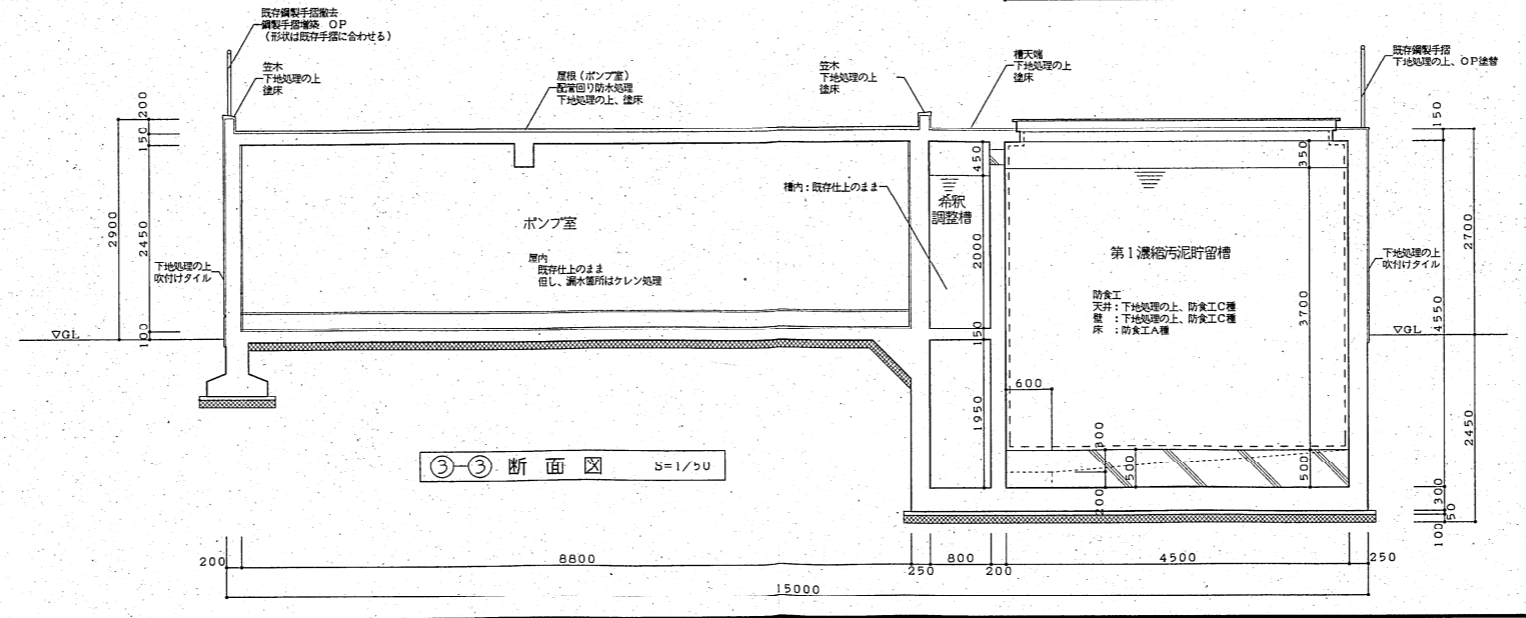 既存鋼製手摺撤去
鋼製手摺増築 OP
(形状は既存手摺に合わせる)
笠木
下地処理の上
塗床
屋根(ポンプ室)
配管回り防水処理
下地処理の上、塗床
笠木
下地処理の上
塗床
槽天端
下地処理の上
塗床
既存鋼製手摺
下地処理の上、OP塗替
200
150
2900
2450
100
▽GL
下地処理の上
吹付けタイル
ポンプ室
屋内
既存仕上のまま
但し、漏水箇所はケレン処理
槽内:既存仕上のまま
450
希釈
調整槽
2000
150
1950
第1濃縮汚泥貯留槽
防食工
天井:下地処理の上、防食工C種
壁 :下地処理の上、防食工C種
床 :防食工A種
600
300
500
200
350
3700
500
下地処理の上
吹付けタイル
▽GL
150
2700
4550
2450
300
50
100
③-③ 断面図 S=1/50
200
8800
250
800
200
4500
250
15000